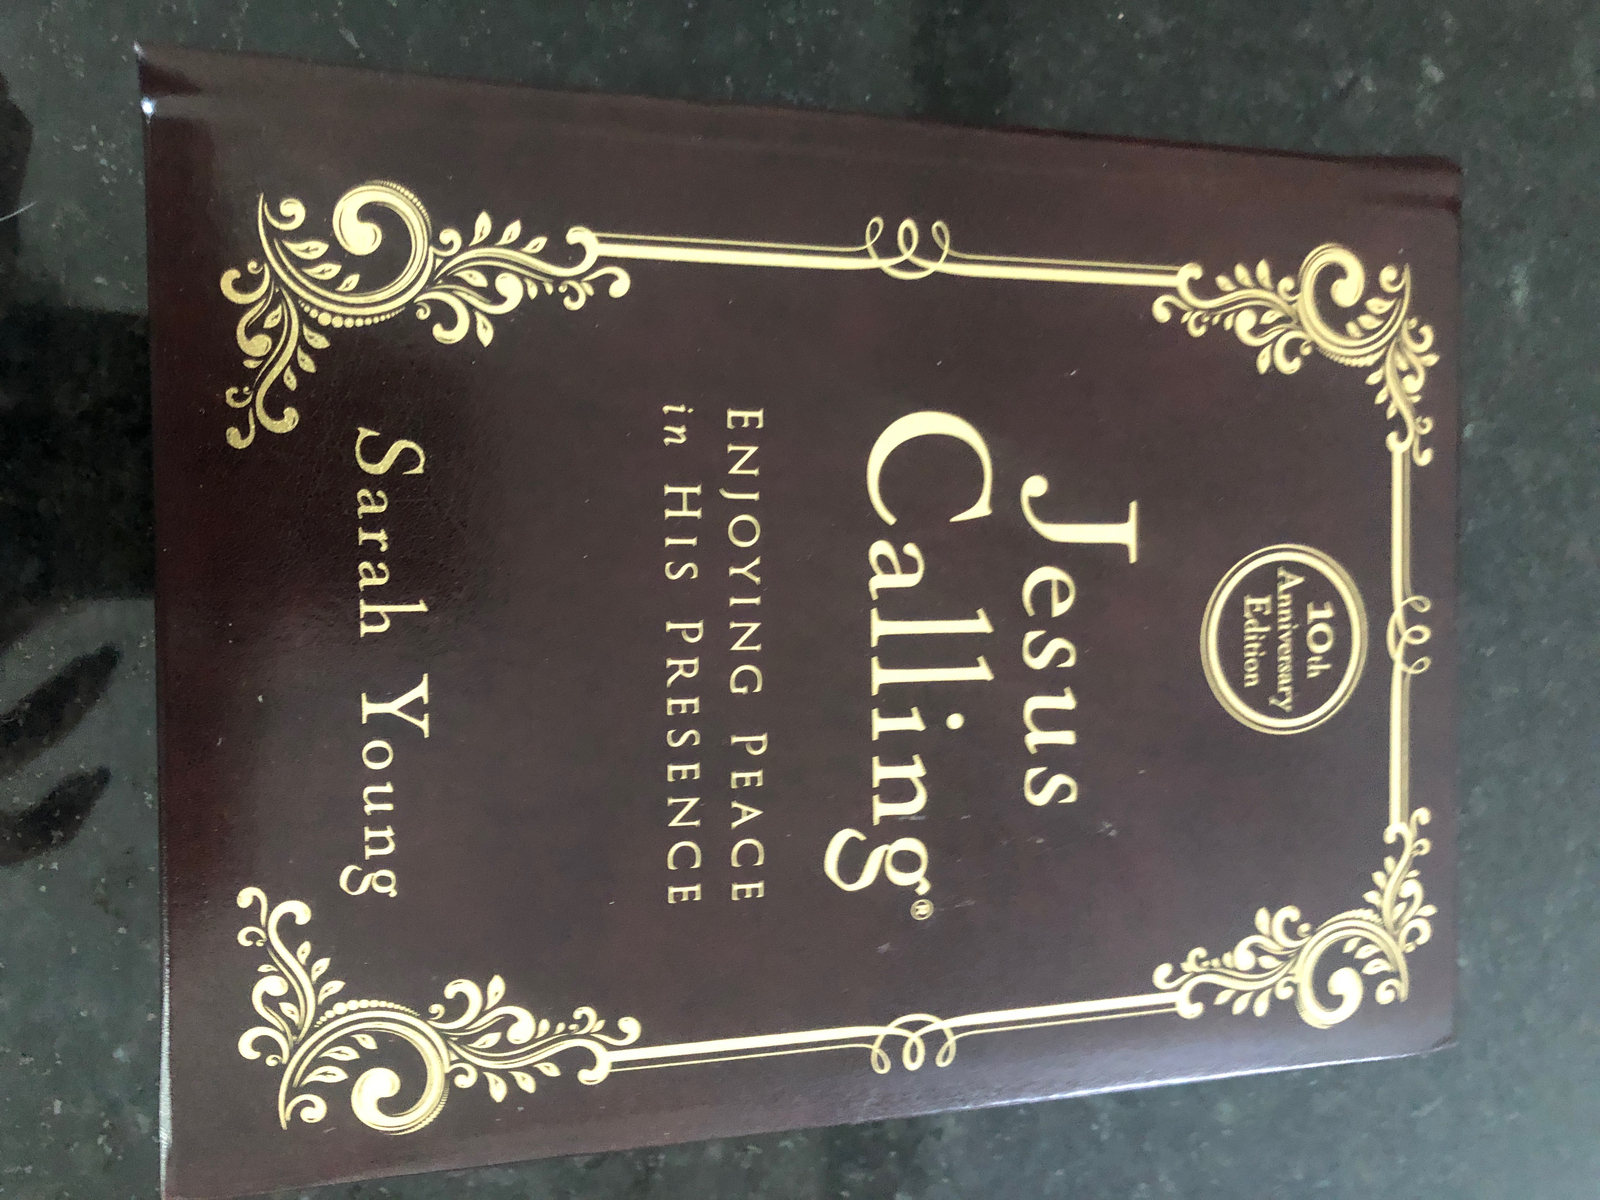 10th
Anniversary
Edition
Jesus
Calling®
ENJOYING PEACE
in HIS PRESENCE
Sarah Young